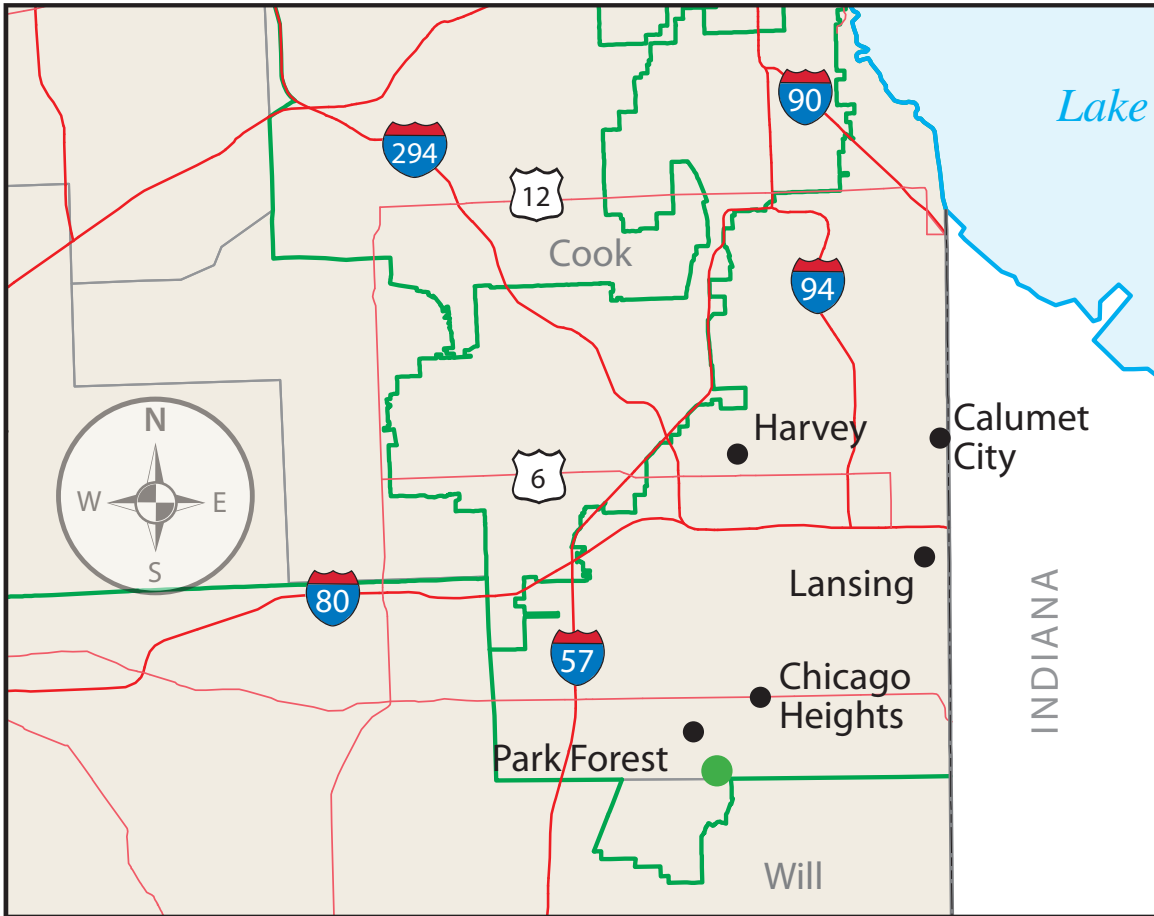 90
Lake
294
12
Cook
94
Harvey
Calumet
City
N
6
W
E
S
Lansing
80
INDIANA
57
Chicago
Heights
Park Forest
Will